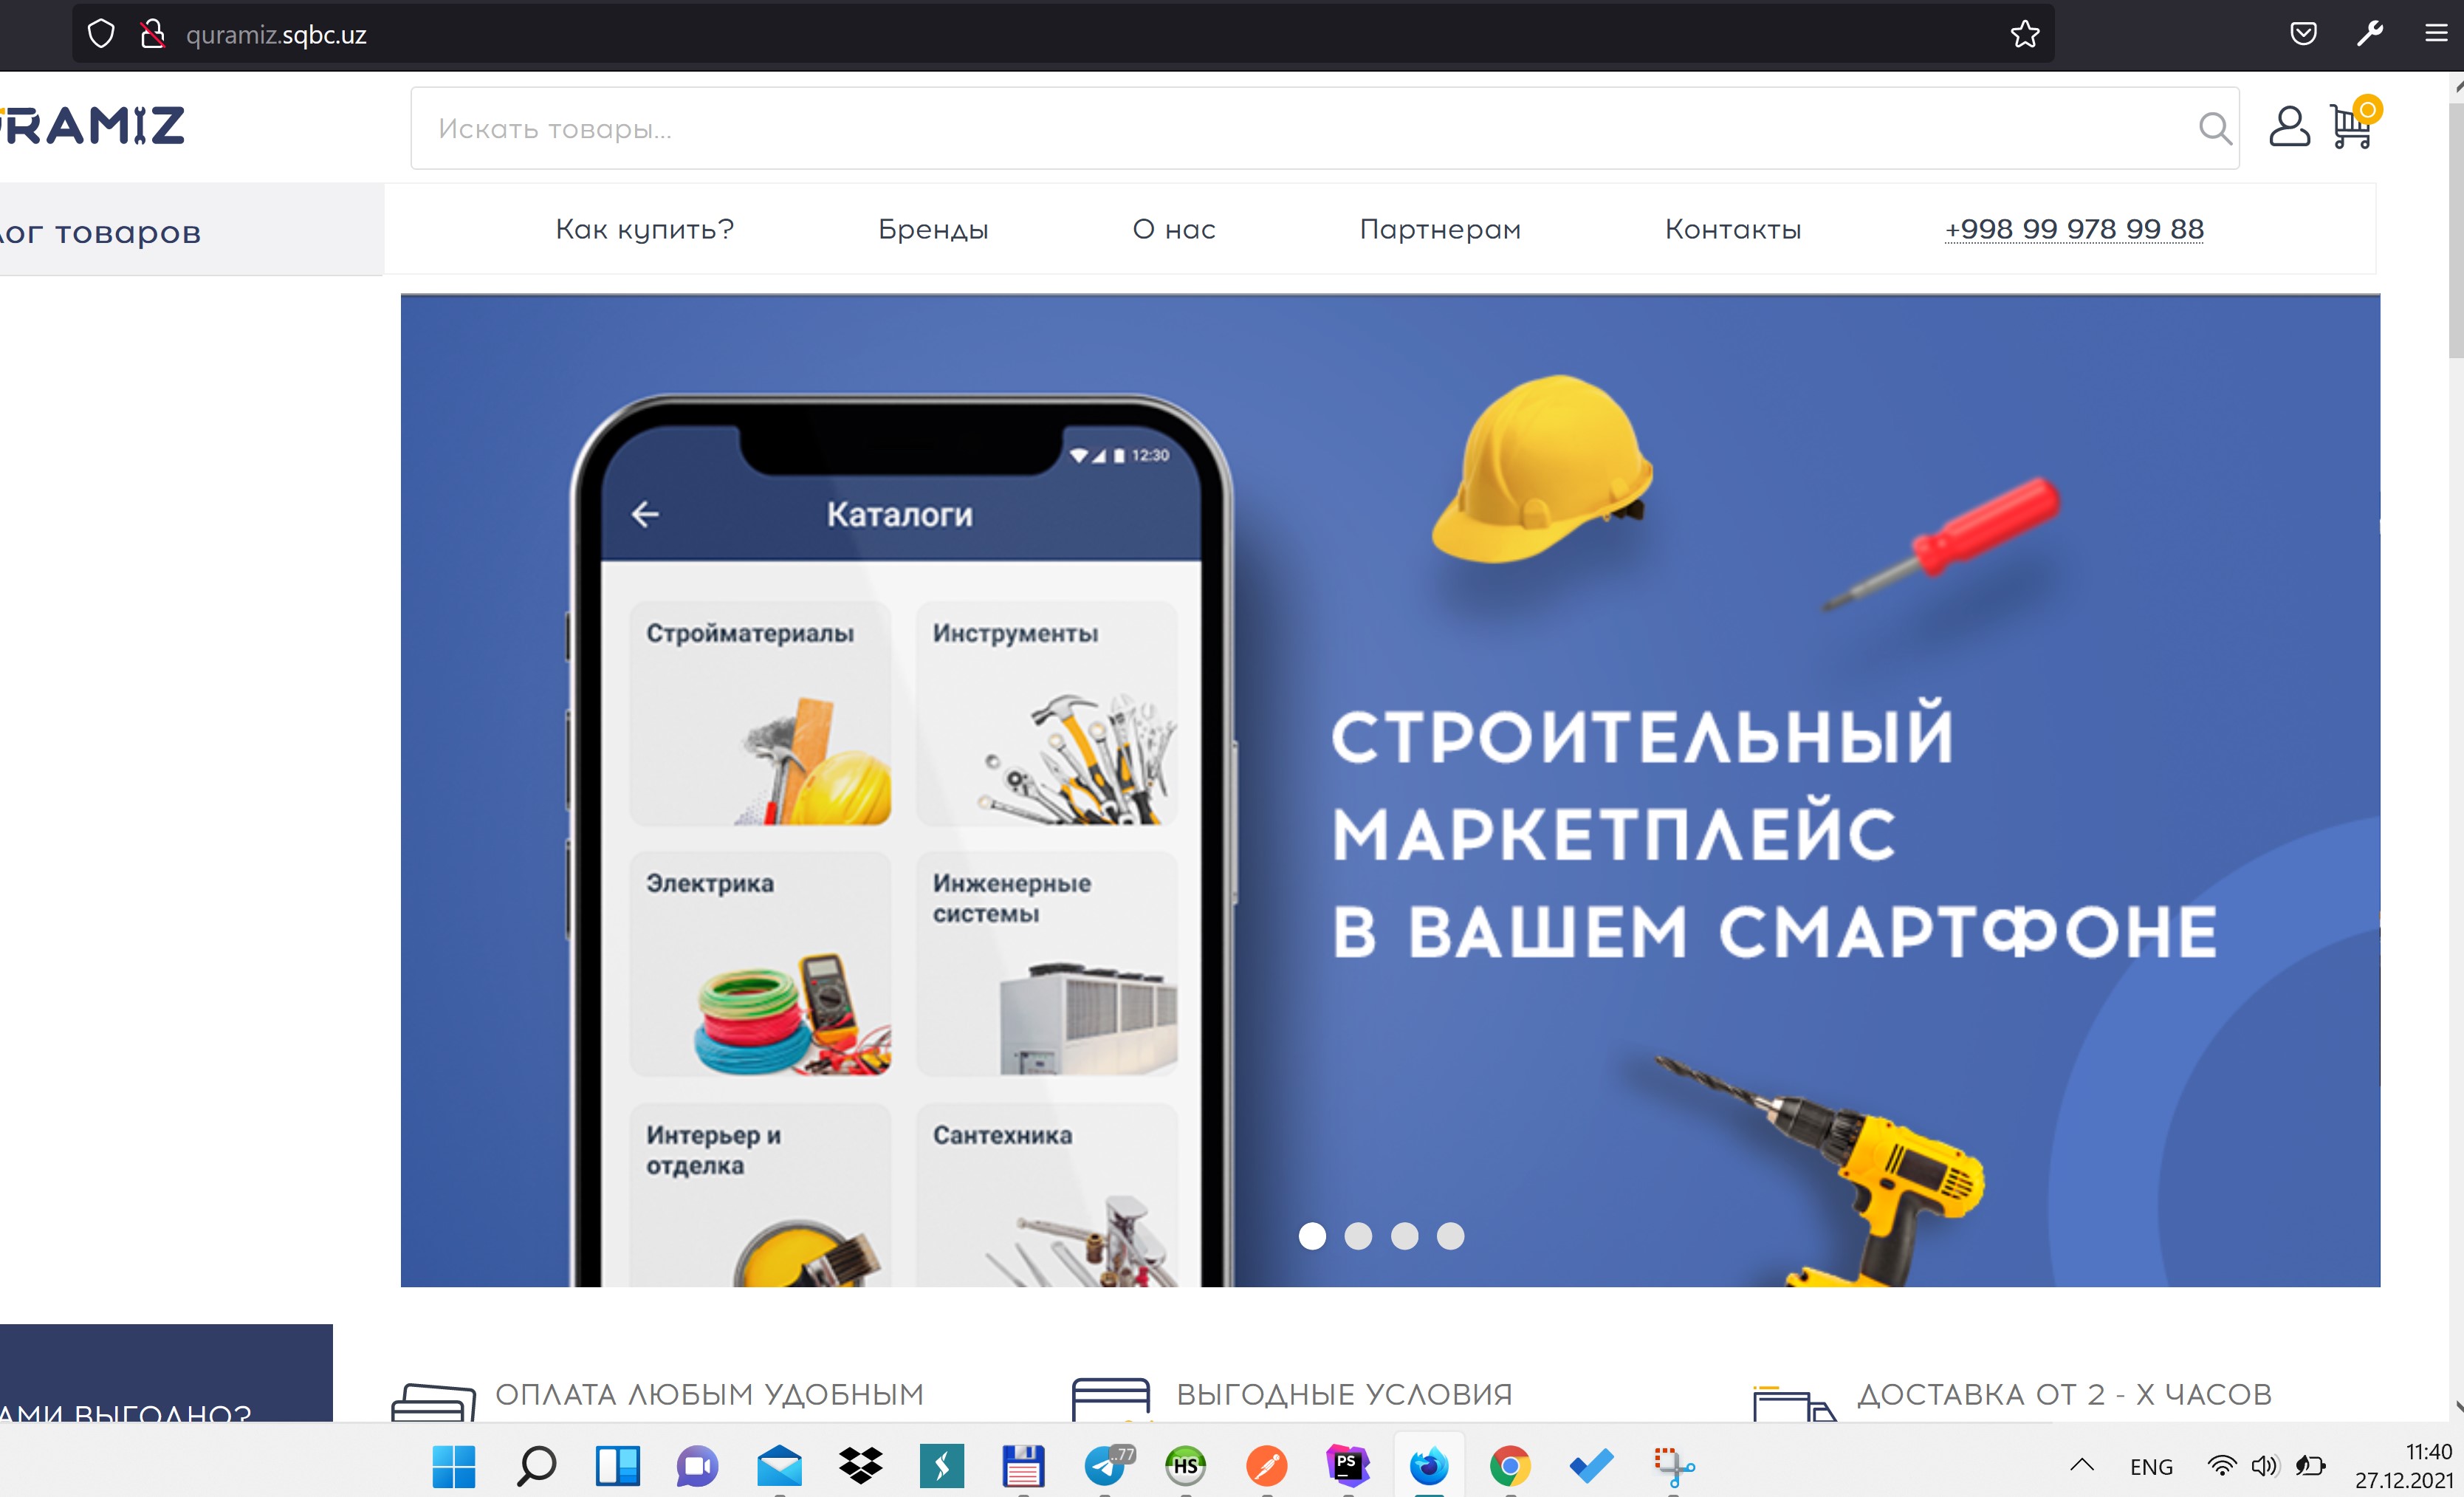 quramiz.sqbc.uz
URAMIZ
Искать товары...
0
лог товаров
Как купить?
Бренды
О нас
Партнерам
Контакты
+998 99 978 99 88
12:30
Каталоги
Стройматериалы
Инструменты
Электрика
Инженерные
системы
Интерьер и
отделка
Сантехника
СТРОИТЕЛЬНЫЙ
МАРКЕТПЛЕЙС
В ВАШЕМ СМАРТФОНЕ
АМИ ВЫГОДНО?
ОПЛАТА ЛЮБЫМ УДОБНЫМ
ВЫГОДНЫЕ УСЛОВИЯ
ДОСТАВКА ОТ 2 - Х ЧАСОВ
..77
HS
PS
ENG
11:40
27.12.2021